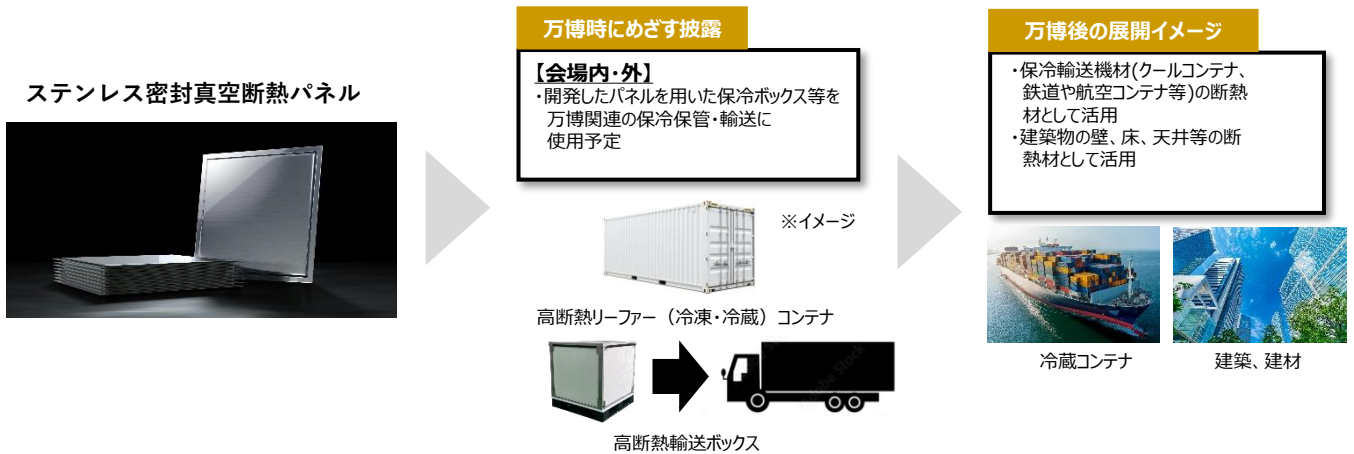 ステンレス密封真空断熱パネル
万博時にめざす披露
【会場内・外】
・開発したパネルを用いた保冷ボックス等を
万博関連の保冷保管・輸送に
使用予定
※イメージ
高断熱リーファー（冷凍・冷蔵）コンテナ
Adobe Stock
高断熱輸送ボックス
万博後の展開イメージ
・保冷輸送機材(クールコンテナ、
鉄道や航空コンテナ等)の断熱
材として活用
・建築物の壁、床、天井等の断
熱材として活用
冷蔵コンテナ
建築、建材